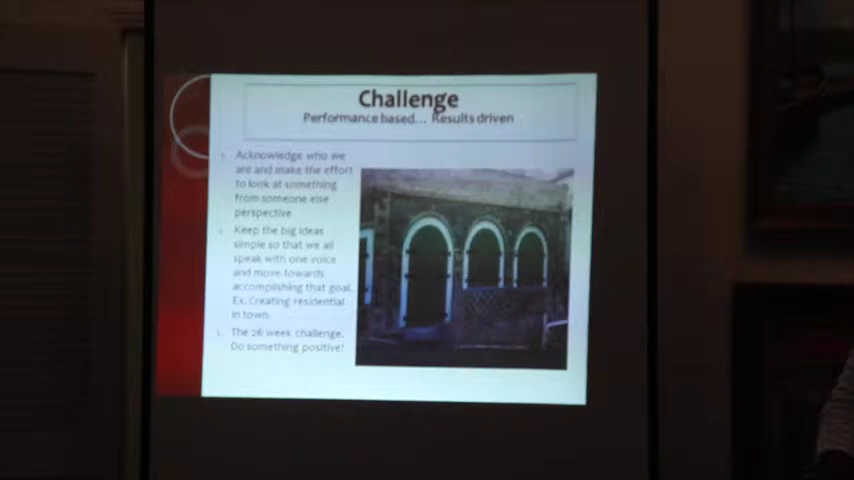 Challenge
Performance based... Results driven
Acknowledge who we
are and make the effort
to look at something
from someone else
perspective
Keep the big ideas
simple so that we all
speak with one voice
and move towards
accomplishing that goal.
Ex. Creating residential
in town.
The 26 week challenge.
Do something positive!